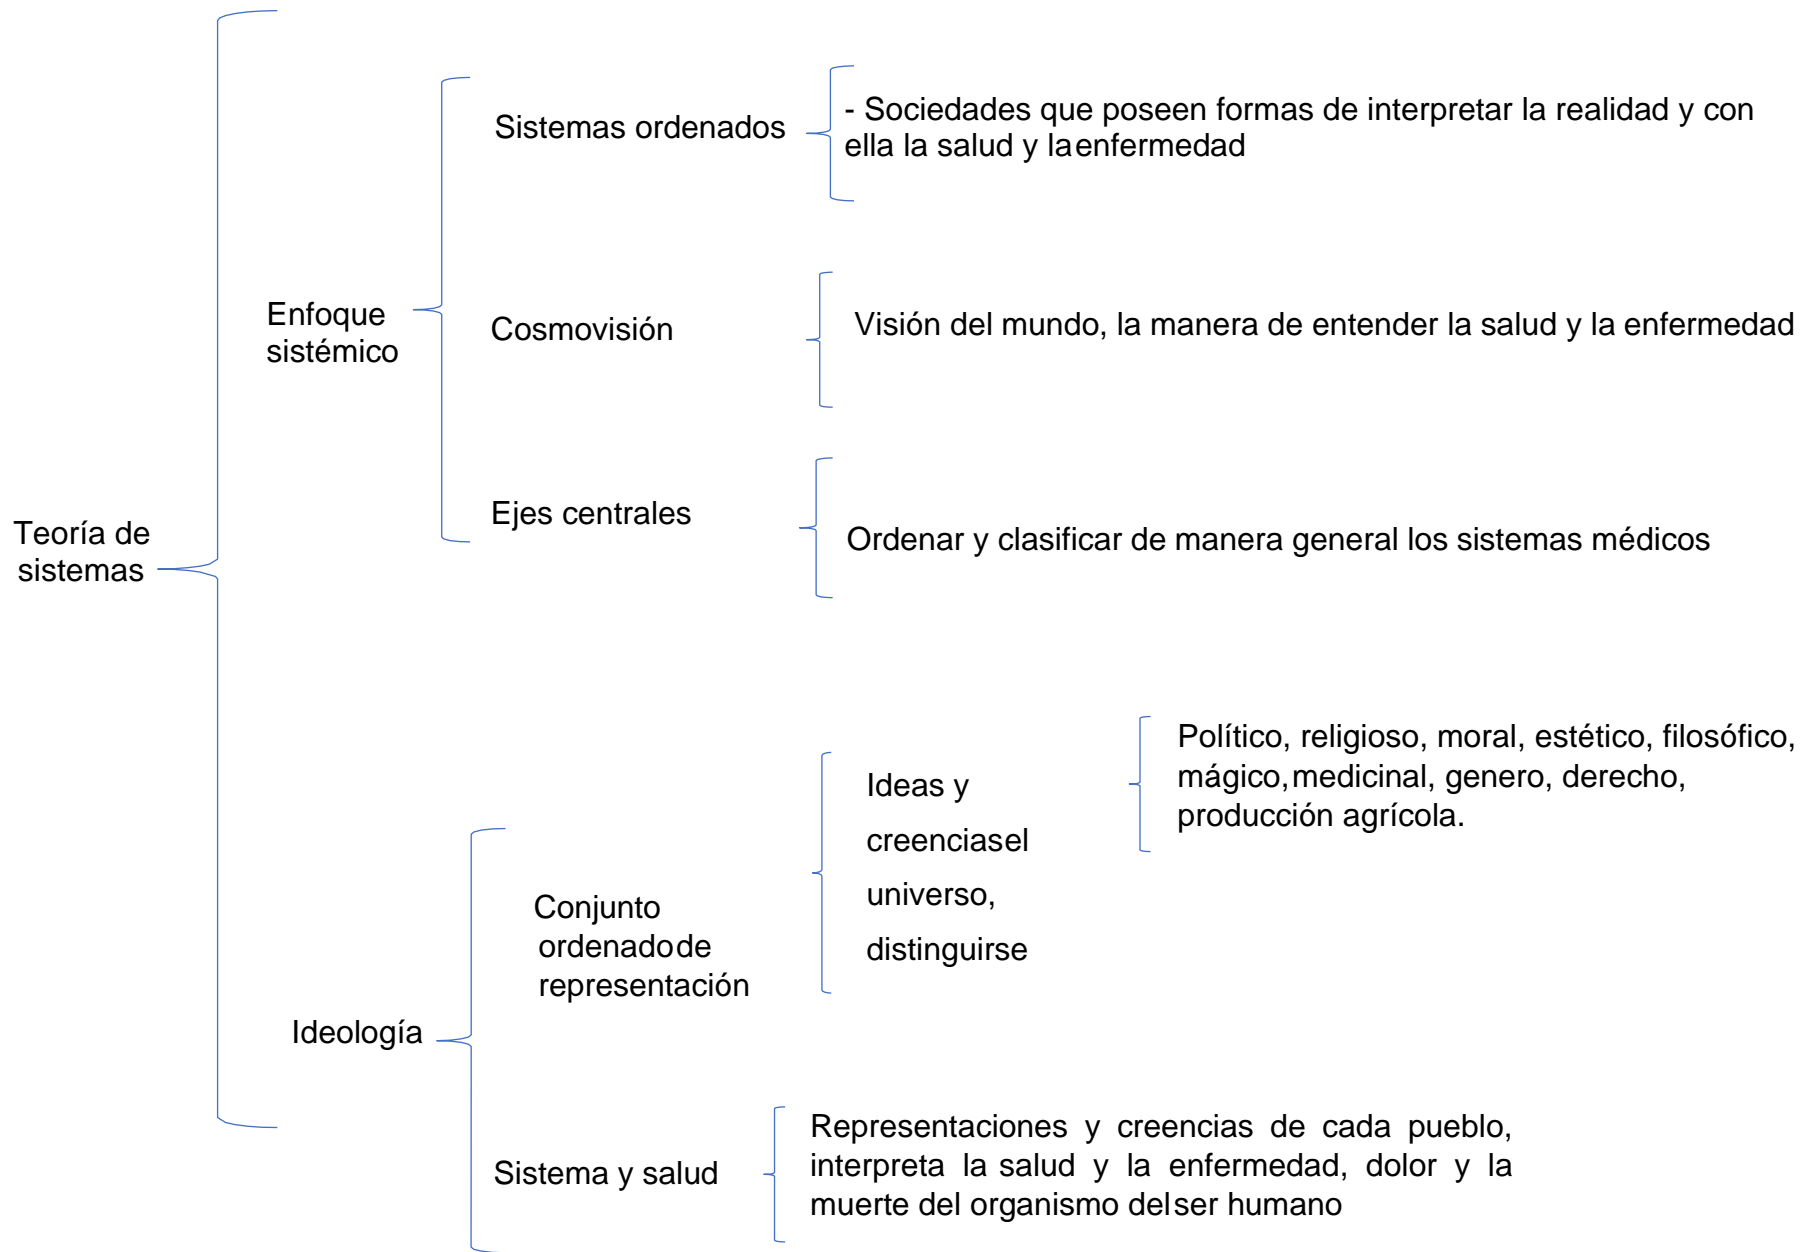 Teoría de
sistemas
Enfoque
sistémico
Sistemas ordenados
- Sociedades que poseen formas de interpretar la realidad y con
ella la salud y laenfermedad
Cosmovisión
Visión del mundo, la manera de entender la salud y la enfermedad
Ejes centrales
Ordenar y clasificar de manera general los sistemas médicos
Ideología
Conjunto
ordenado de
representación
Ideas y
creenciasel
universo,
distinguirse
Político, religioso, moral, estético, filosófico,
mágico, medicinal, genero, derecho,
producción agrícola.
Sistema y salud
Representaciones y creencias de cada pueblo,
interpreta la salud y la enfermedad, dolor y la
muerte del organismo delser humano